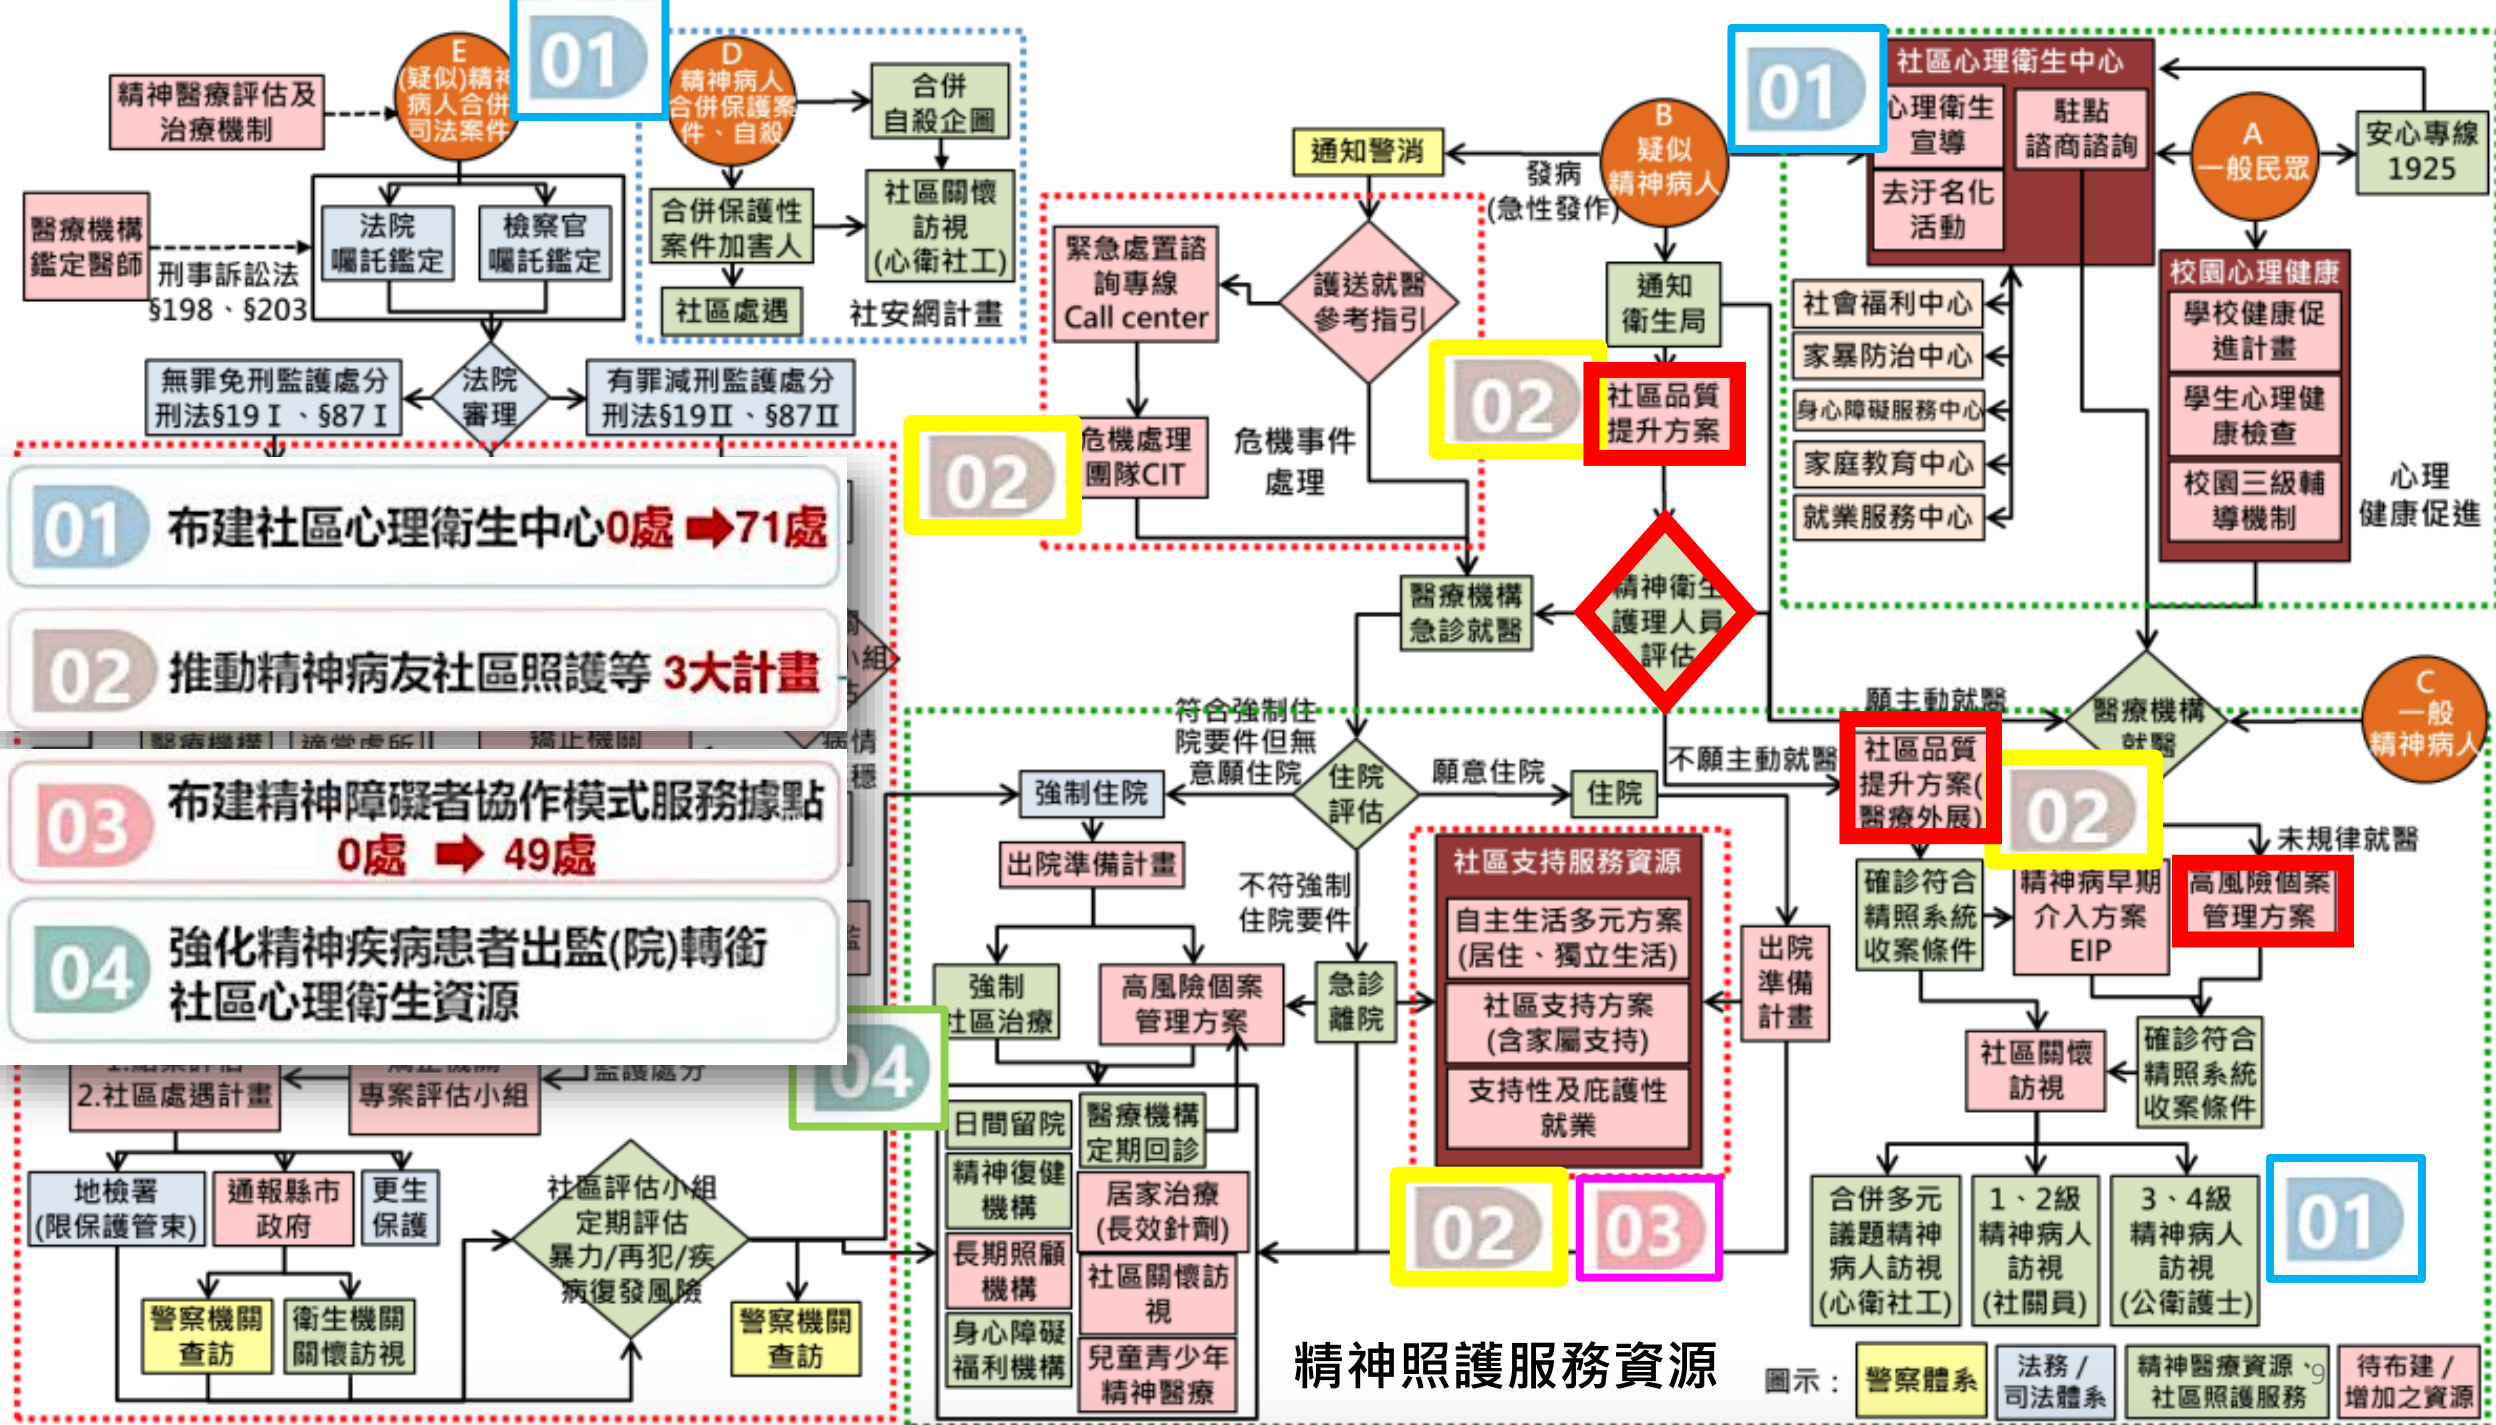 E
(疑似)精神
病人合併
司法案件
精神醫療評估及
治療機制
醫療機構
鑑定醫師
刑事訴訟法
§198、§203
法院
囑託鑑定
檢察官
囑託鑑定
法院
審理
無罪免刑監護處分
刑法§19Ⅰ、§87Ⅰ
有罪減刑監護處分
刑法§19Ⅱ、§87Ⅱ
01
D
精神病人
合併保護案
件、自殺
合併
自殺企圖
合併保護性
案件加害人
社區關懷
訪視
(心衛社工)
社區處遇
社安網計畫
通知警消
發病
(急性發作)
B
疑似
精神病人
緊急處置諮
詢專線
Call center
護送就醫
參考指引
危機處理
團隊CIT
02
危機事件
處理
通知
衛生局
02
社區品質
提升方案
精神衛生
護理人員
評估
醫療機構
急診就醫
01
社區心理衛生中心
心理衛生
宣導
駐點
諮商諮詢
去汙名化
活動
A
一般民眾
安心專線
1925
社會福利中心
家暴防治中心
身心障礙服務中心
家庭教育中心
就業服務中心
校園心理健康
學校健康促
進計畫
學生心理健
康檢查
校園三級輔
導機制
心理
健康促進
01
布建社區心理衛生中心0處➡71處
02
推動精神病友社區照護等 3大計畫
03
布建精神障礙者協作模式服務據點
0處 ➡ 49處
04
強化精神疾病患者出監(院)轉銜
社區心理衛生資源
小組
醫療機構
適當處所
矯正機關
病情
穩
監護處分
2.社區處遇計畫
專案評估小組
04
地檢署
(限保護管束)
通報縣市
政府
更生
保護
警察機關
查訪
衛生機關
關懷訪視
社區評估小組
定期評估
暴力/再犯/疾
病復發風險
警察機關
查訪
符合強制住
院要件但無
意願住院
住院
評估
願意住院
住院
強制住院
出院準備計畫
不符強制
住院要件
強制
社區治療
高風險個案
管理方案
急診
離院
社區支持服務資源
自主生活多元方案
(居住、獨立生活)
社區支持方案
(含家屬支持)
支持性及庇護性
就業
出院
準備
計畫
02
03
日間留院
醫療機構
定期回診
精神復健
機構
居家治療
(長效針劑)
長期照顧
機構
社區關懷訪
視
身心障礙
福利機構
兒童青少年
精神醫療
精神照護服務資源
願主動就醫
不願主動就醫
醫療機構
就醫
C
一般
精神病人
社區品質
提升方案(
醫療外展)
02
未規律就醫
確診符合
精照系統
收案條件
精神病早期
介入方案
EIP
高風險個案
管理方案
社區關懷
訪視
確診符合
精照系統
收案條件
合併多元
議題精神
病人訪視
(心衛社工)
1、2級
精神病人
訪視
(社關員)
3、4級
精神病人
訪視
(公衛護士)
01
圖示：
警察體系
法務 /
司法體系
精神醫療資源、
社區照護服務
待布建 /
增加之資源
9